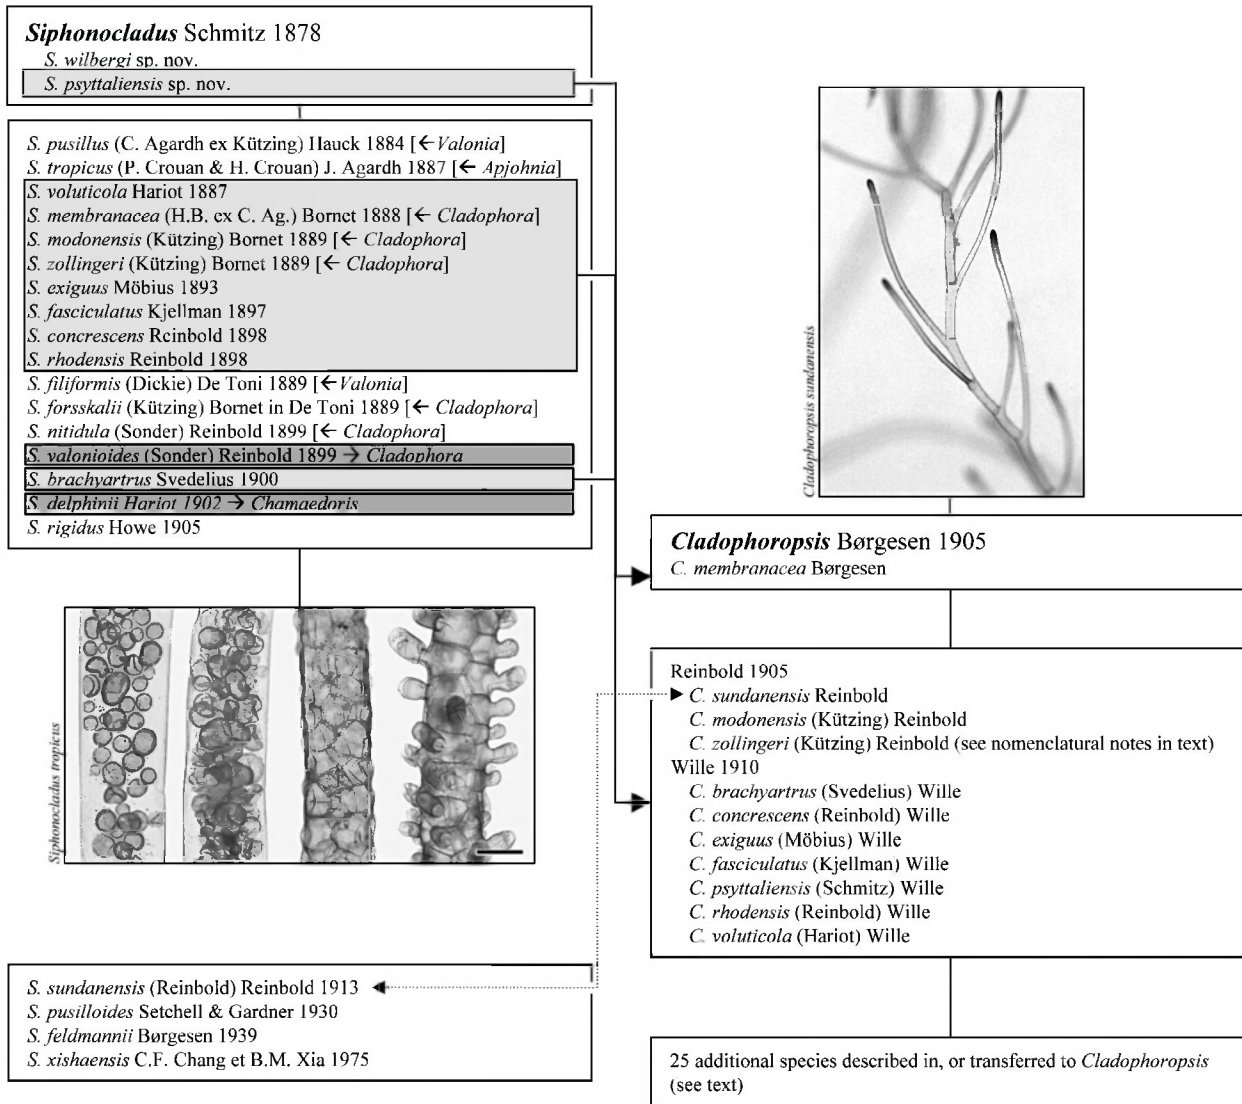 Siphonocladus Schmitz 1878
S. wilbergi sp. nov.
S. psyttaliensis sp. nov.
S. pusillus (C. Agardh ex Kützing) Hauck 1884 [←Valonia]
S. tropicus (P. Crouan & H. Crouan) J. Agardh 1887 [← Apjohnia]
S. voluticola Hariot 1887
S. membranacea (H.B. ex C. Ag.) Bornet 1888 [← Cladophora]
S. modonensis (Kützing) Bornet 1889 [← Cladophora]
S. zollingeri (Kützing) Bornet 1889 [← Cladophora]
S. exiguus Möbius 1893
S. fasciculatus Kjellman 1897
S. concrescens Reinbold 1898
S. rhodensis Reinbold 1898
S. filiformis (Dickie) De Toni 1889 [←Valonia]
S. forsskalii (Kützing) Bornet in De Toni 1889 [← Cladophora]
S. nitidula (Sonder) Reinbold 1899 [← Cladophora]
S. valonioides (Sonder) Reinbold 1899 → Cladophora
S. brachyartrus Svedelius 1900
S. delphinii Hariot 1902 → Chamaedoris
S. rigidus Howe 1905
Siphonocladus tropicus
S. sundanensis (Reinbold) Reinbold 1913
S. pusilloides Setchell & Gardner 1930
S. feldmannii Børgesen 1939
S. xishaensis C.F. Chang et B.M. Xia 1975
Cladophoropsis sundanensis
Cladophoropsis Børgesen 1905
C. membranacea Børgesen
Reinbold 1905
C. sundanensis Reinbold
C. modonensis (Kützing) Reinbold
C. zollingeri (Kützing) Reinbold (see nomenclatural notes in text)
Wille 1910
C. brachyartrus (Svedelius) Wille
C. concrescens (Reinbold) Wille
C. exiguus (Möbius) Wille
C. fasciculatus (Kjellman) Wille
C. psyttaliensis (Schmitz) Wille
C. rhodensis (Reinbold) Wille
C. voluticola (Hariot) Wille
25 additional species described in, or transferred to Cladophoropsis
(see text)